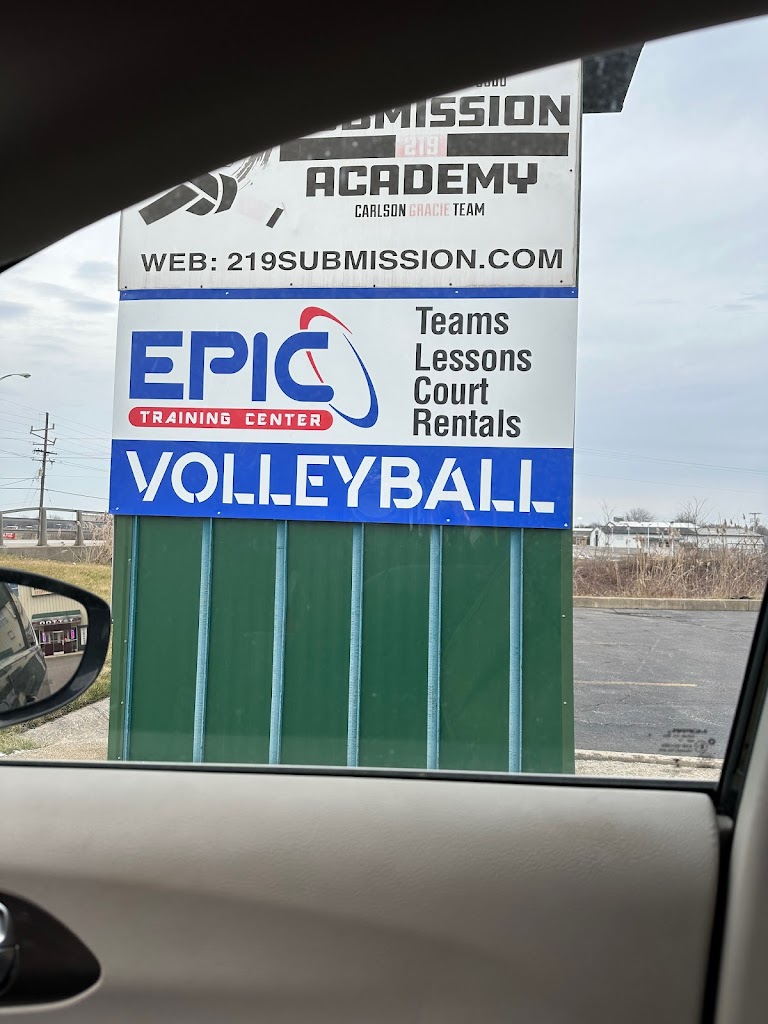 SUBMISSION
219
ACADEMY
CARLSON GRACIE TEAM
WEB: 219SUBMISSION.COM
EPIC
TRAINING CENTER
Teams
Lessons
Court
Rentals
VOLLEYBALL